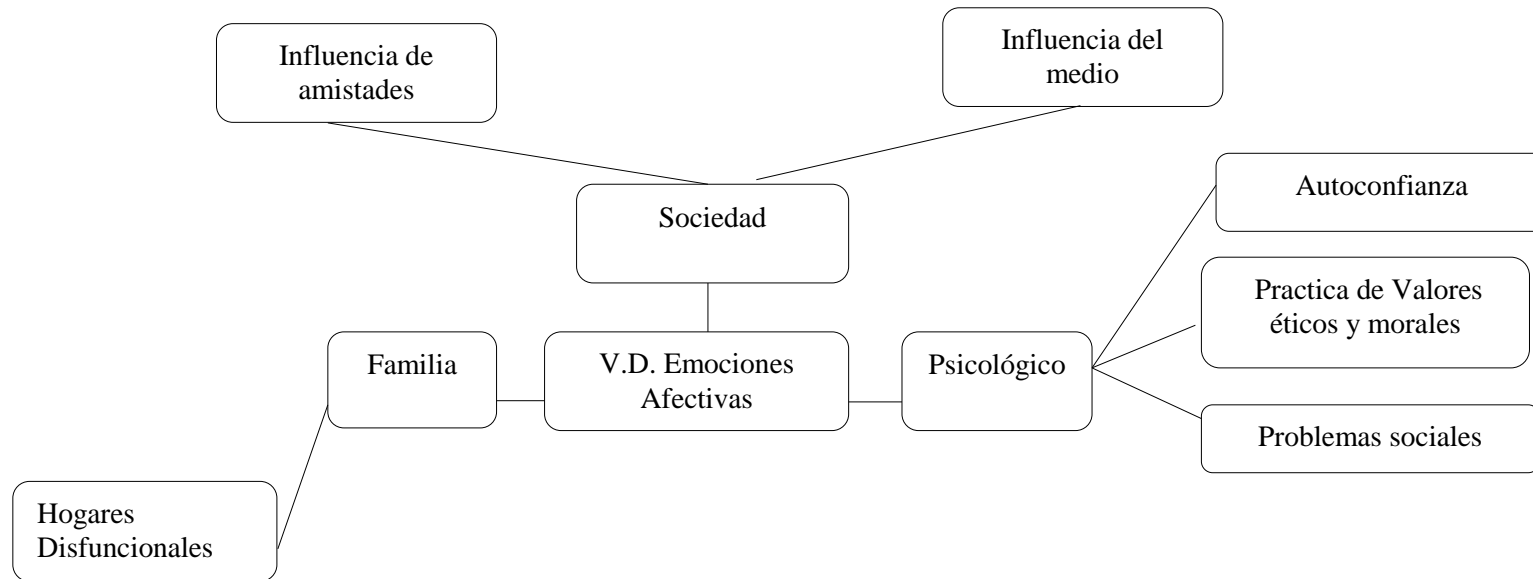 Influencia de
amistades
Influencia del
medio
Sociedad
Autoconfianza
Practica de Valores
éticos y morales
Familia
V.D. Emociones
Afectivas
Psicológico
Problemas sociales
Hogares
Disfuncionales